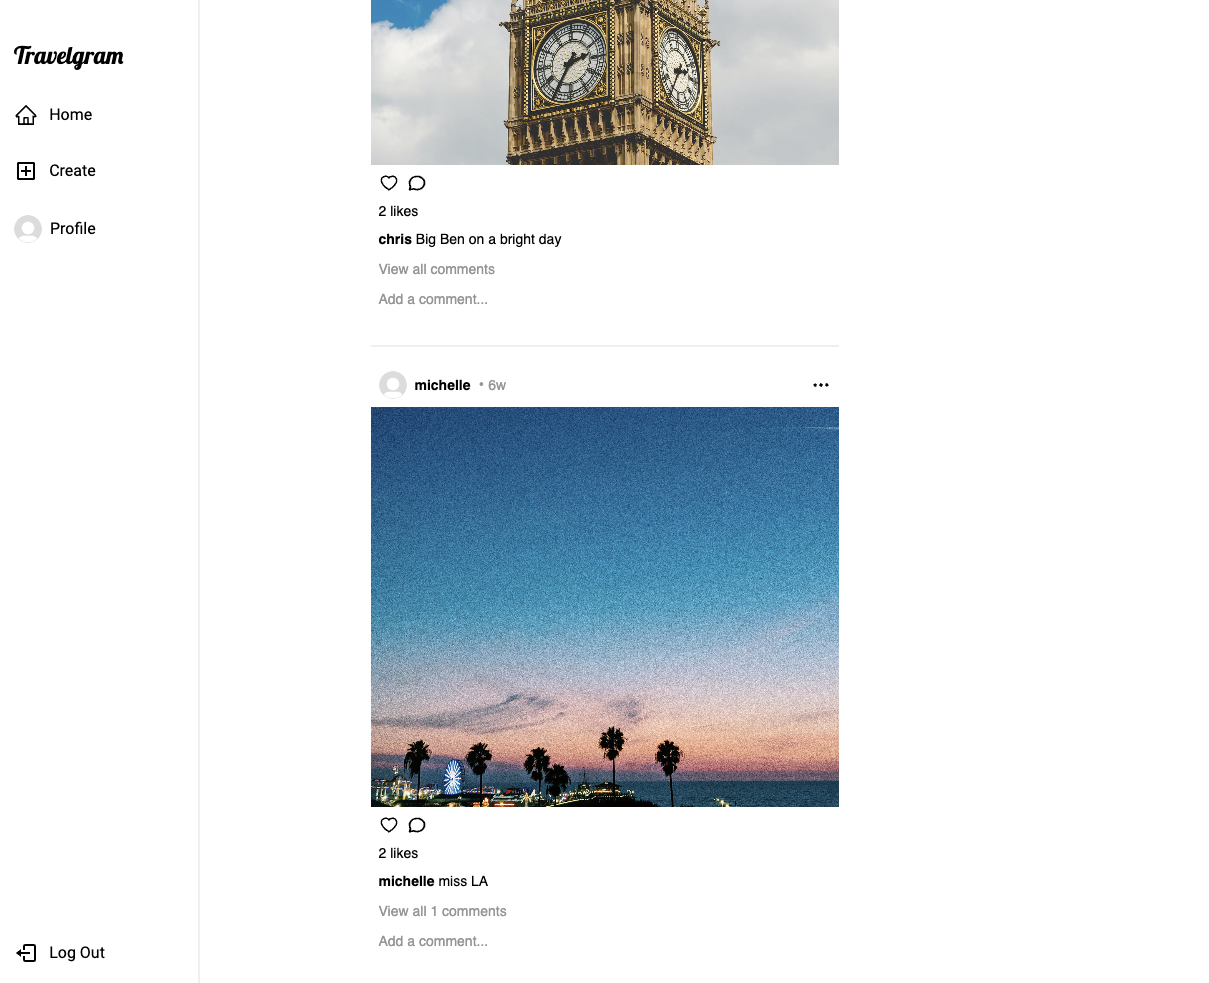 Travelgram
Home
Create
Profile
Log Out
2 likes
chris Big Ben on a bright day
View all comments
Add a comment...
michelle • 6w
2 likes
michelle miss LA
View all 1 comments
Add a comment...